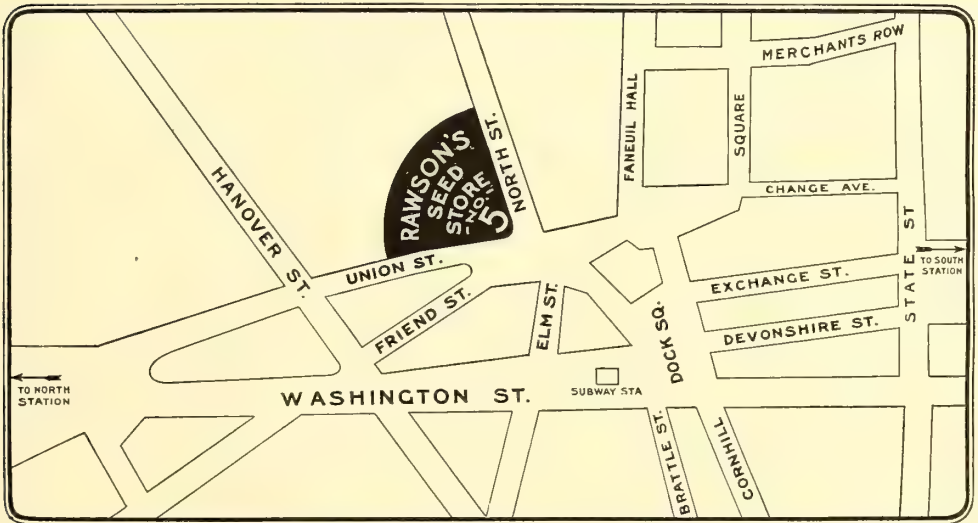 MERCHANTS ROW
FANEUIL HALL
SQUARE
NORTH ST.
RAWSON'S
SEED
STORE
NO.
5
HANOVER ST.
CHANGE AVE.
UNION ST.
STATE ST
TO SOUTH
STATION
EXCHANGE ST.
FRIEND ST.
ELM ST.
DOCK SQ.
DEVONSHIRE ST.
TO NORTH
STATION
WASHINGTON ST.
SUBWAY STA
BRATTLE ST.
CORNHILL